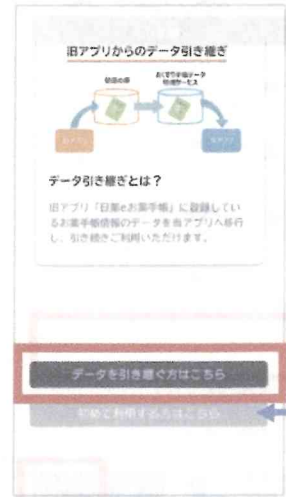 旧アプリからのデータ引き継ぎ
データ引き継ぎとは？
旧アプリ「日薬eお薬手帳」に登録してい
るお薬手帳情報のデータを当アプリへ移行
し、引き続きご利用いただけます。
データを引き継ぐ方はこちら
初めて利用する方はこちら